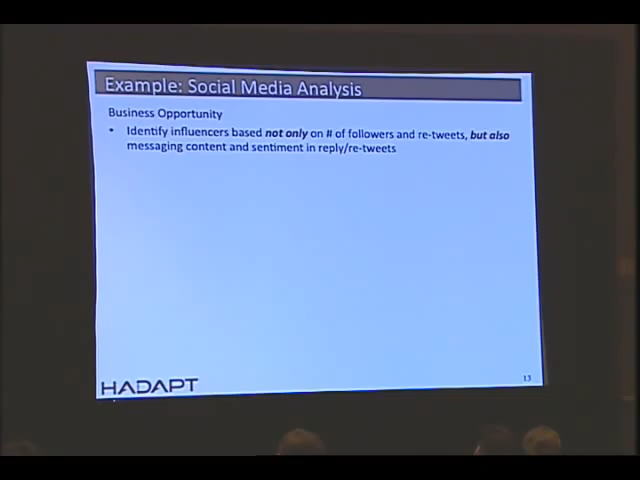 Example: Social Media Analysis
Business Opportunity
• Identify influencers based not only on # of followers and re-tweets, but also
messaging content and sentiment in reply/re-tweets
HADAPT
13